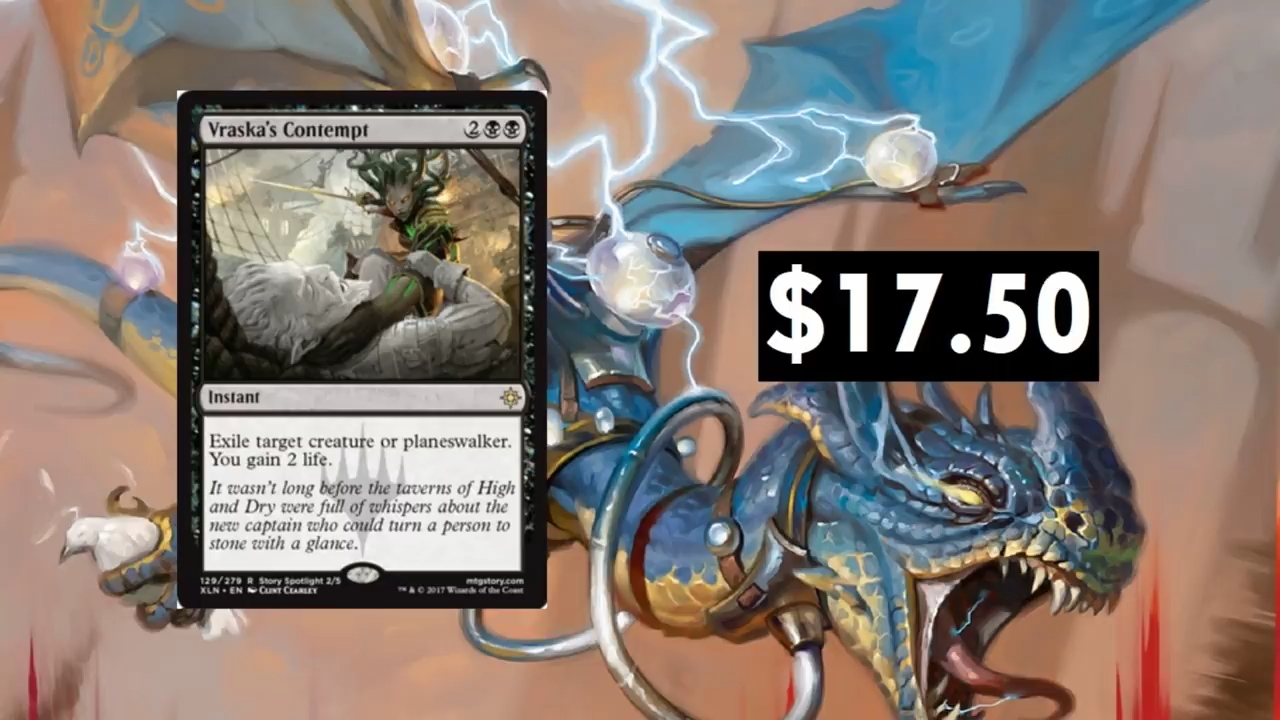 Vraska's Contempt 2
Instant
Exile target creature or planeswalker.
You gain 2 life.
It wasn't long before the taverns of High
and Dry were full of whispers about the
new captain who could turn a person to
stone with a glance.
129/279 R Story Spotlight 2/5
mtgstory.com
XLN • EN Clint Cearley
™ & © 2017 Wizards of the Coast
$17.50